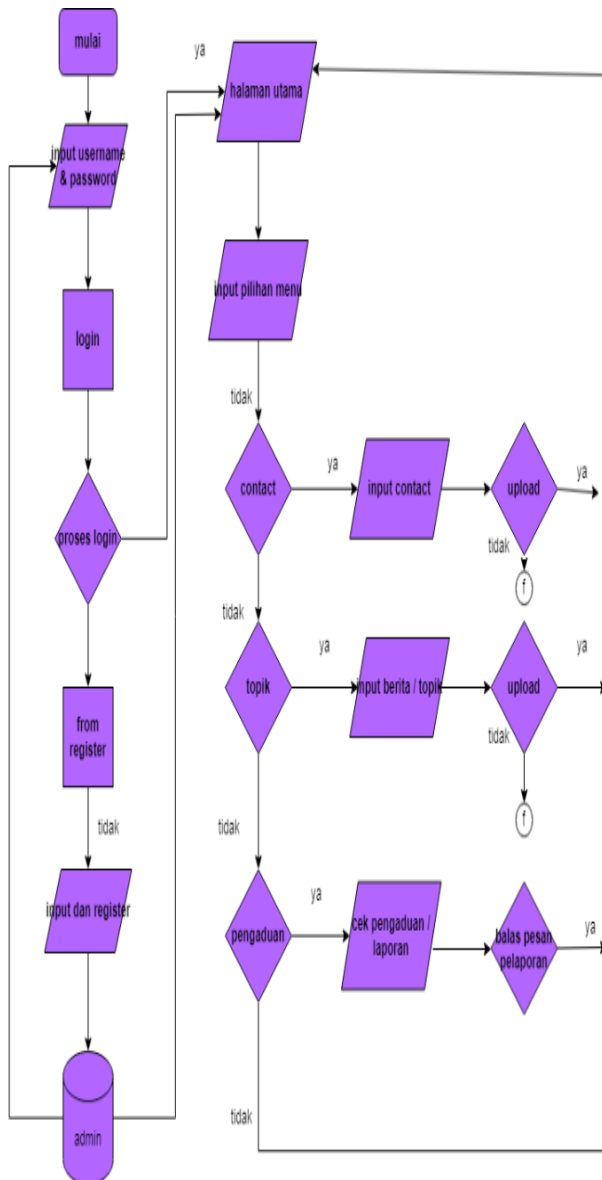 mulai
input username
& password
login
proses login
from
register
tidak
input dan register
admin
ya
halaman utama
input pilihan menu
tidak
contact
ya
input contact
upload
ya
tidak
f
tidak
topik
ya
input berita / topik
upload
ya
tidak
f
tidak
pengaduan
ya
cek pengaduan /
laporan
balas pesan
pelaporan
ya
tidak